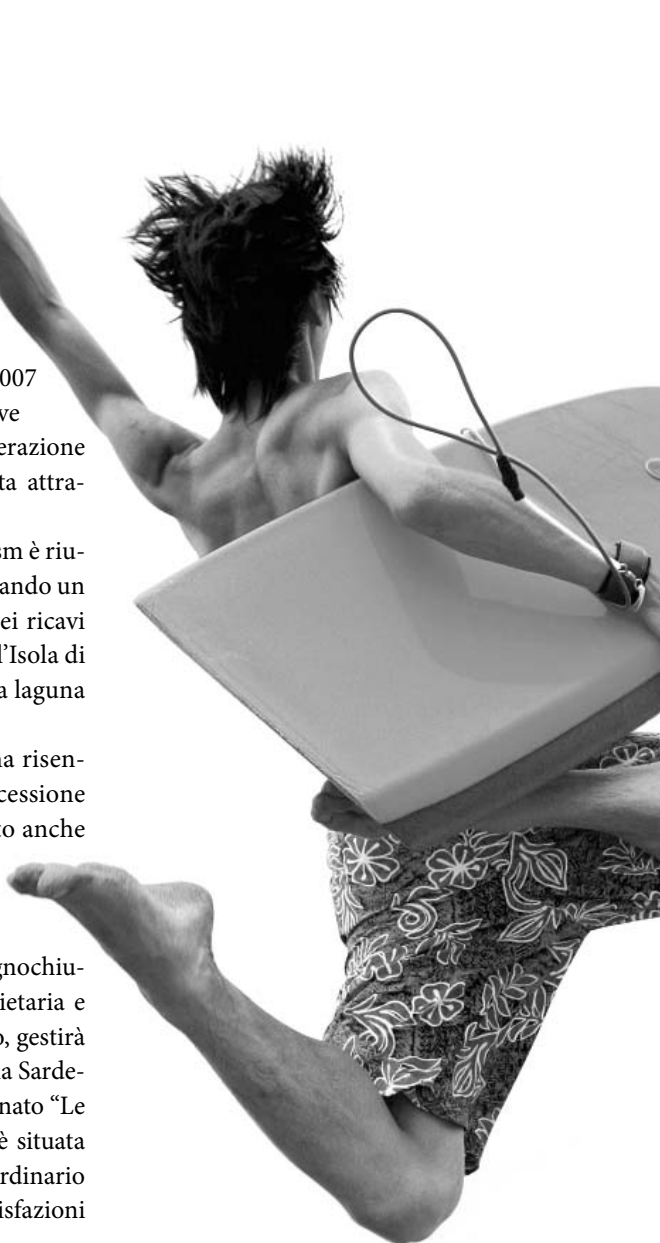 007
ve
erazione
ta attra-
sm è riu-
ando un
ei ricavi
l’Isola di
a laguna
na risen-
cessione
to anche
gnochiu-
ietaria e
o, gestirà
la Sarde-
nato “Le
è situata
rdinario
isfazioni